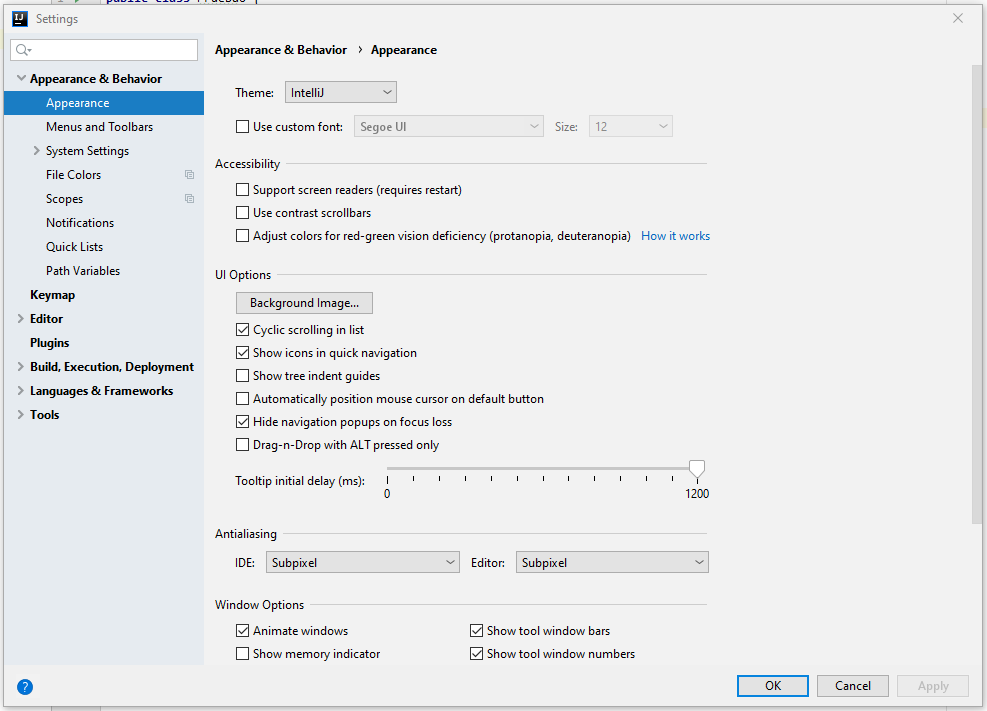 public class
IJ Settings
Appearance & Behavior
Appearance
Menus and Toolbars
System Settings
File Colors
Scopes
Notifications
Quick Lists
Path Variables
Keymap
Editor
Plugins
Build, Execution, Deployment
Languages & Frameworks
Tools
Appearance & Behavior › Appearance
Theme: IntelliJ
Use custom font: Segoe UI Size: 12
Accessibility
Support screen readers (requires restart)
Use contrast scrollbars
Adjust colors for red-green vision deficiency (protanopia, deuteranopia) How it works
UI Options
Background Image...
Cyclic scrolling in list
Show icons in quick navigation
Show tree indent guides
Automatically position mouse cursor on default button
Hide navigation popups on focus loss
Drag-n-Drop with ALT pressed only
Tooltip initial delay (ms):
0 1200
Antialiasing
IDE: Subpixel Editor: Subpixel
Window Options
Animate windows Show tool window bars
Show memory indicator Show tool window numbers
? OK Cancel Apply